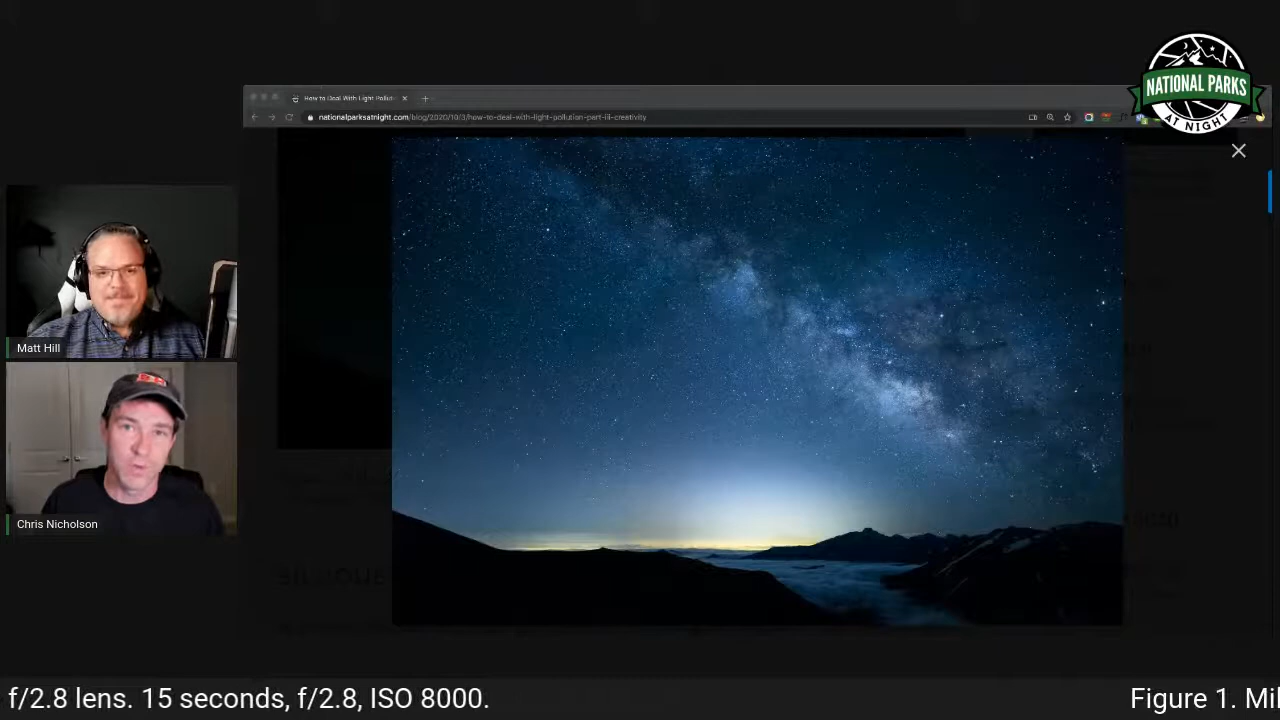 NATIONAL PARKS
AT NIGHT
How to Deal With Light Pollut
nationalparksatnight.com/blog/2020/10/3/how-to-deal-with-light-pollution-part-iii-creativity
Matt Hill
Chris Nicholson
SILHOUE
f/2.8 lens. 15 seconds, f/2.8, ISO 8000.
Figure 1. Mil